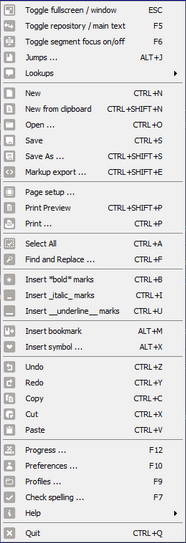 Toggle fullscreen / window ESC
Toggle repository / main text F5
Toggle segment focus on/off F6
Jumps ... ALT+J
Lookups
New CTRL+N
New from clipboard CTRL+SHIFT+N
Open ... CTRL+O
Save CTRL+S
Save As ... CTRL+SHIFT+S
Markup export ... CTRL+SHIFT+E
Page setup ...
Print Preview CTRL+SHIFT+P
Print ... CTRL+P
Select All CTRL+A
Find and Replace ... CTRL+F
Insert *bold* marks CTRL+B
Insert _italic_ marks CTRL+I
Insert __underline__ marks CTRL+U
Insert bookmark ALT+M
Insert symbol ... ALT+X
Undo CTRL+Z
Redo CTRL+Y
Copy CTRL+C
Cut CTRL+X
Paste CTRL+V
Progress ... F12
Preferences ... F10
Profiles ... F9
Check spelling ... F7
Help
Quit CTRL+Q